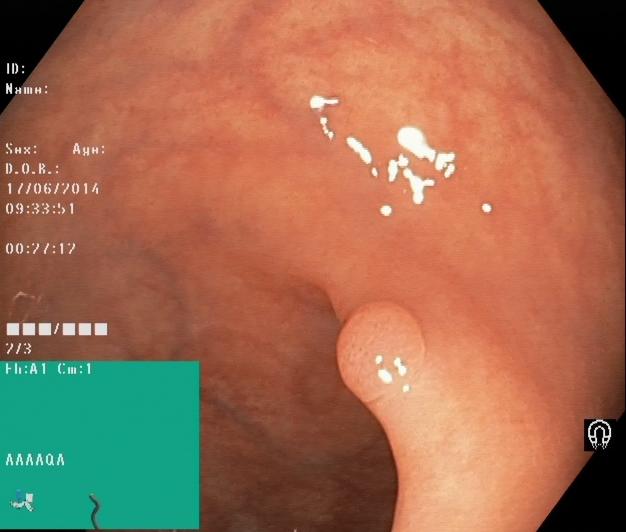 ID:
Name:
Sex: Age:
D.O.B.:
17/06/2014
09:33:51
00:27:12
■■■/■■■
2/3
Eh:A1 Cm:1
AAAAQA